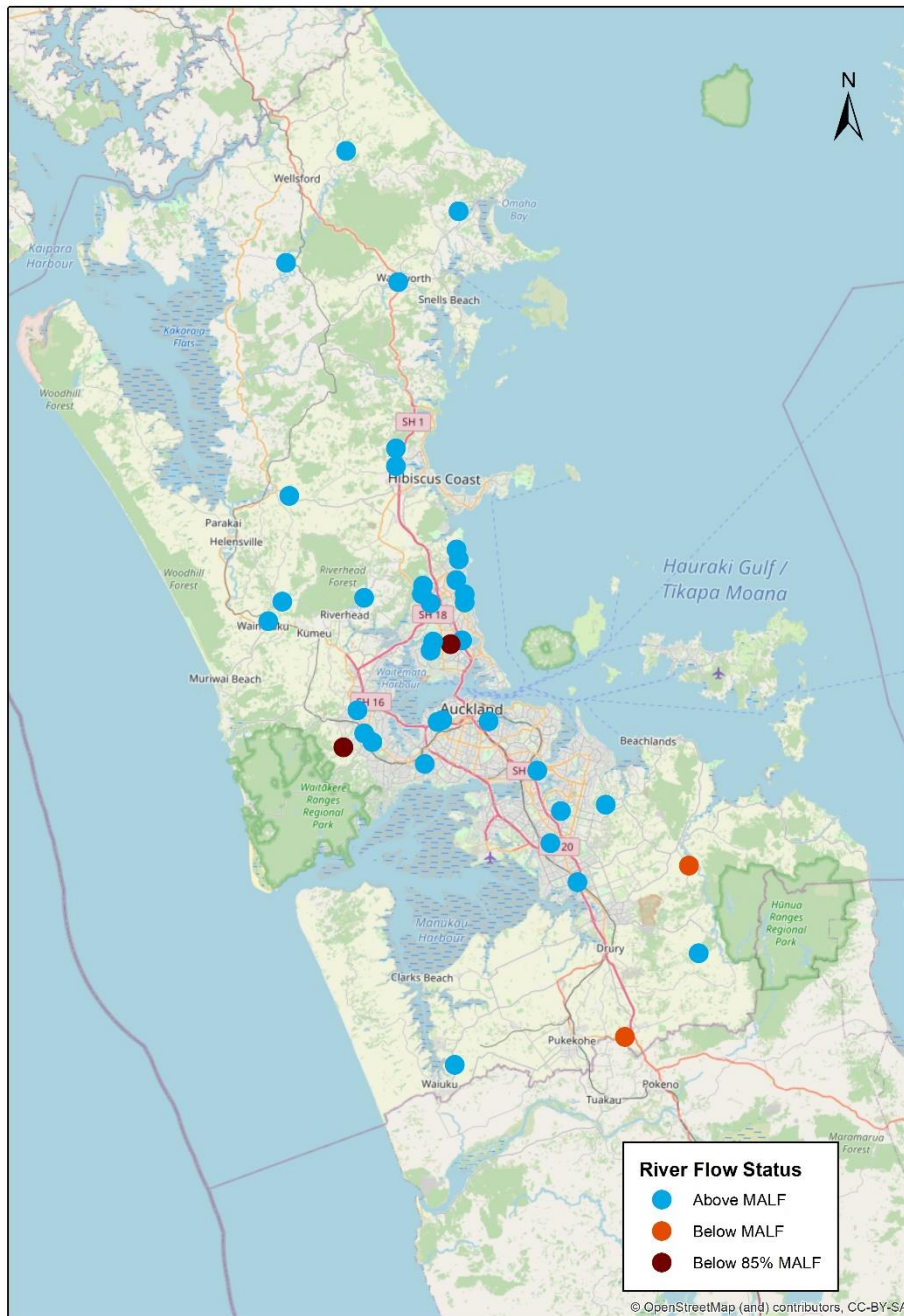 N
Wellsford
Omaha
Bay
Kaipara
Harbour
Snells Beach
Kakaraia
Flats
Woodhill
Forest
SH 1
Hibiscus Coast
Parakai
Helensville
Hauraki Gulf /
Tikapa Moana
Woodhill
Forest
Riverhead
Forest
Riverhead
SH 18
Kumeu
Muriwai Beach
Waitematā
Harbour
SH 16
Auckland
Beachlands
SH
Waitākere
Ranges
Regional
Park
20
Manukau
Harbour
Hūnua
Ranges
Regional
Park
Drury
Clarks Beach
Pukekohe
Waiuku
Pokeno
Tuakau
Maramarua
Forest
River Flow Status
Above MALF
Below MALF
Below 85% MALF
© OpenStreetMap (and) contributors, CC-BY-SA